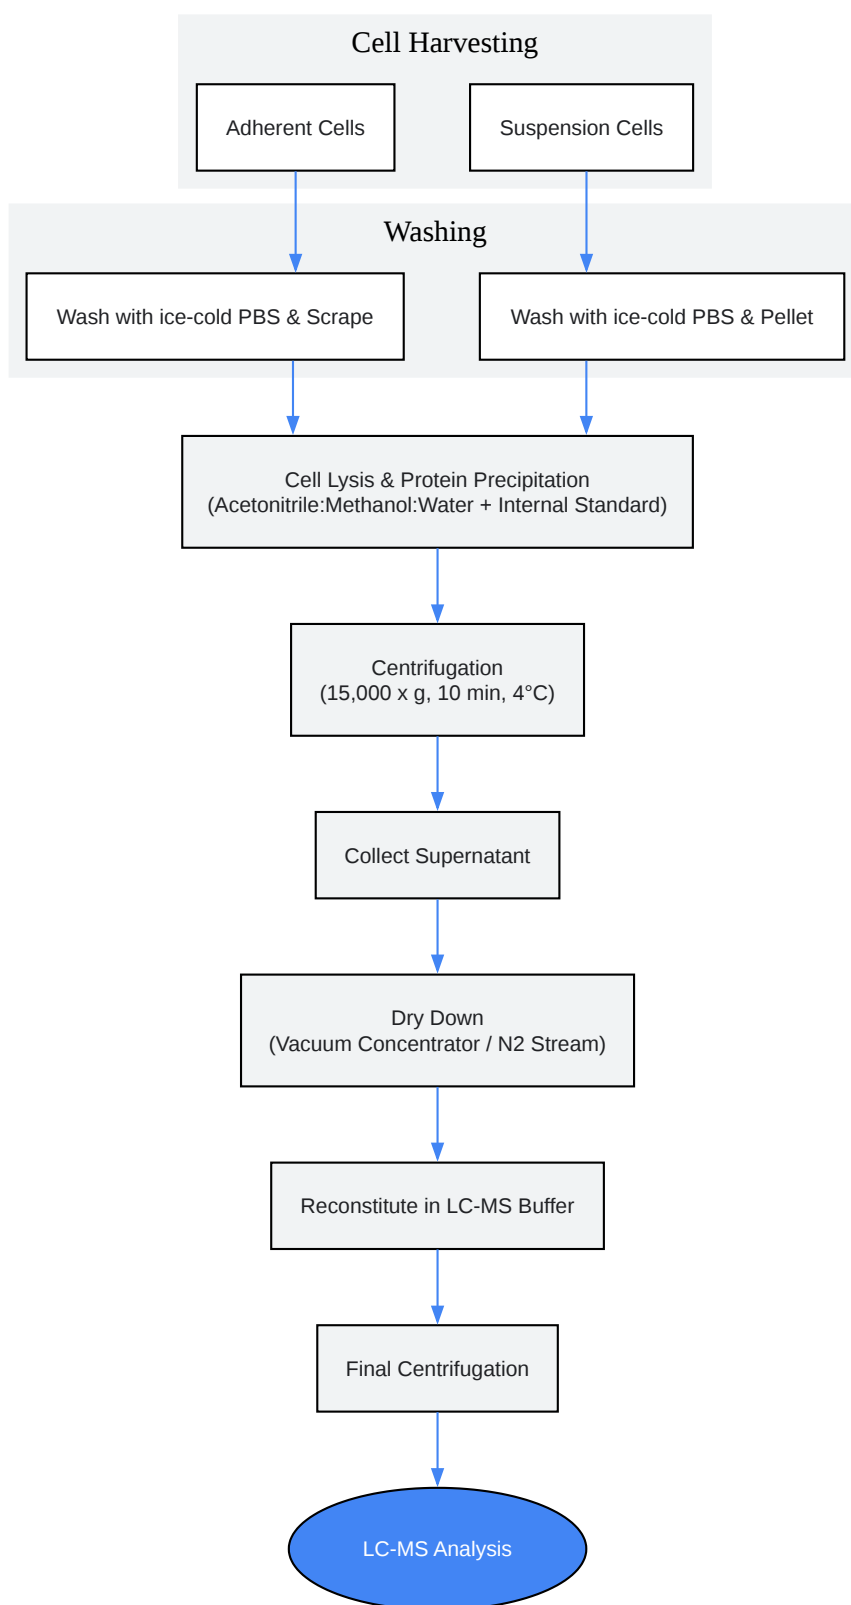 Cell Harvesting
Adherent Cells
Suspension Cells
Washing
Wash with ice-cold PBS & Scrape
Wash with ice-cold PBS & Pellet
Cell Lysis & Protein Precipitation
(Acetonitrile:Methanol:Water + Internal Standard)
Centrifugation
(15,000 x g, 10 min, 4°C)
Collect Supernatant
Dry Down
(Vacuum Concentrator / N2 Stream)
Reconstitute in LC-MS Buffer
Final Centrifugation
LC-MS Analysis